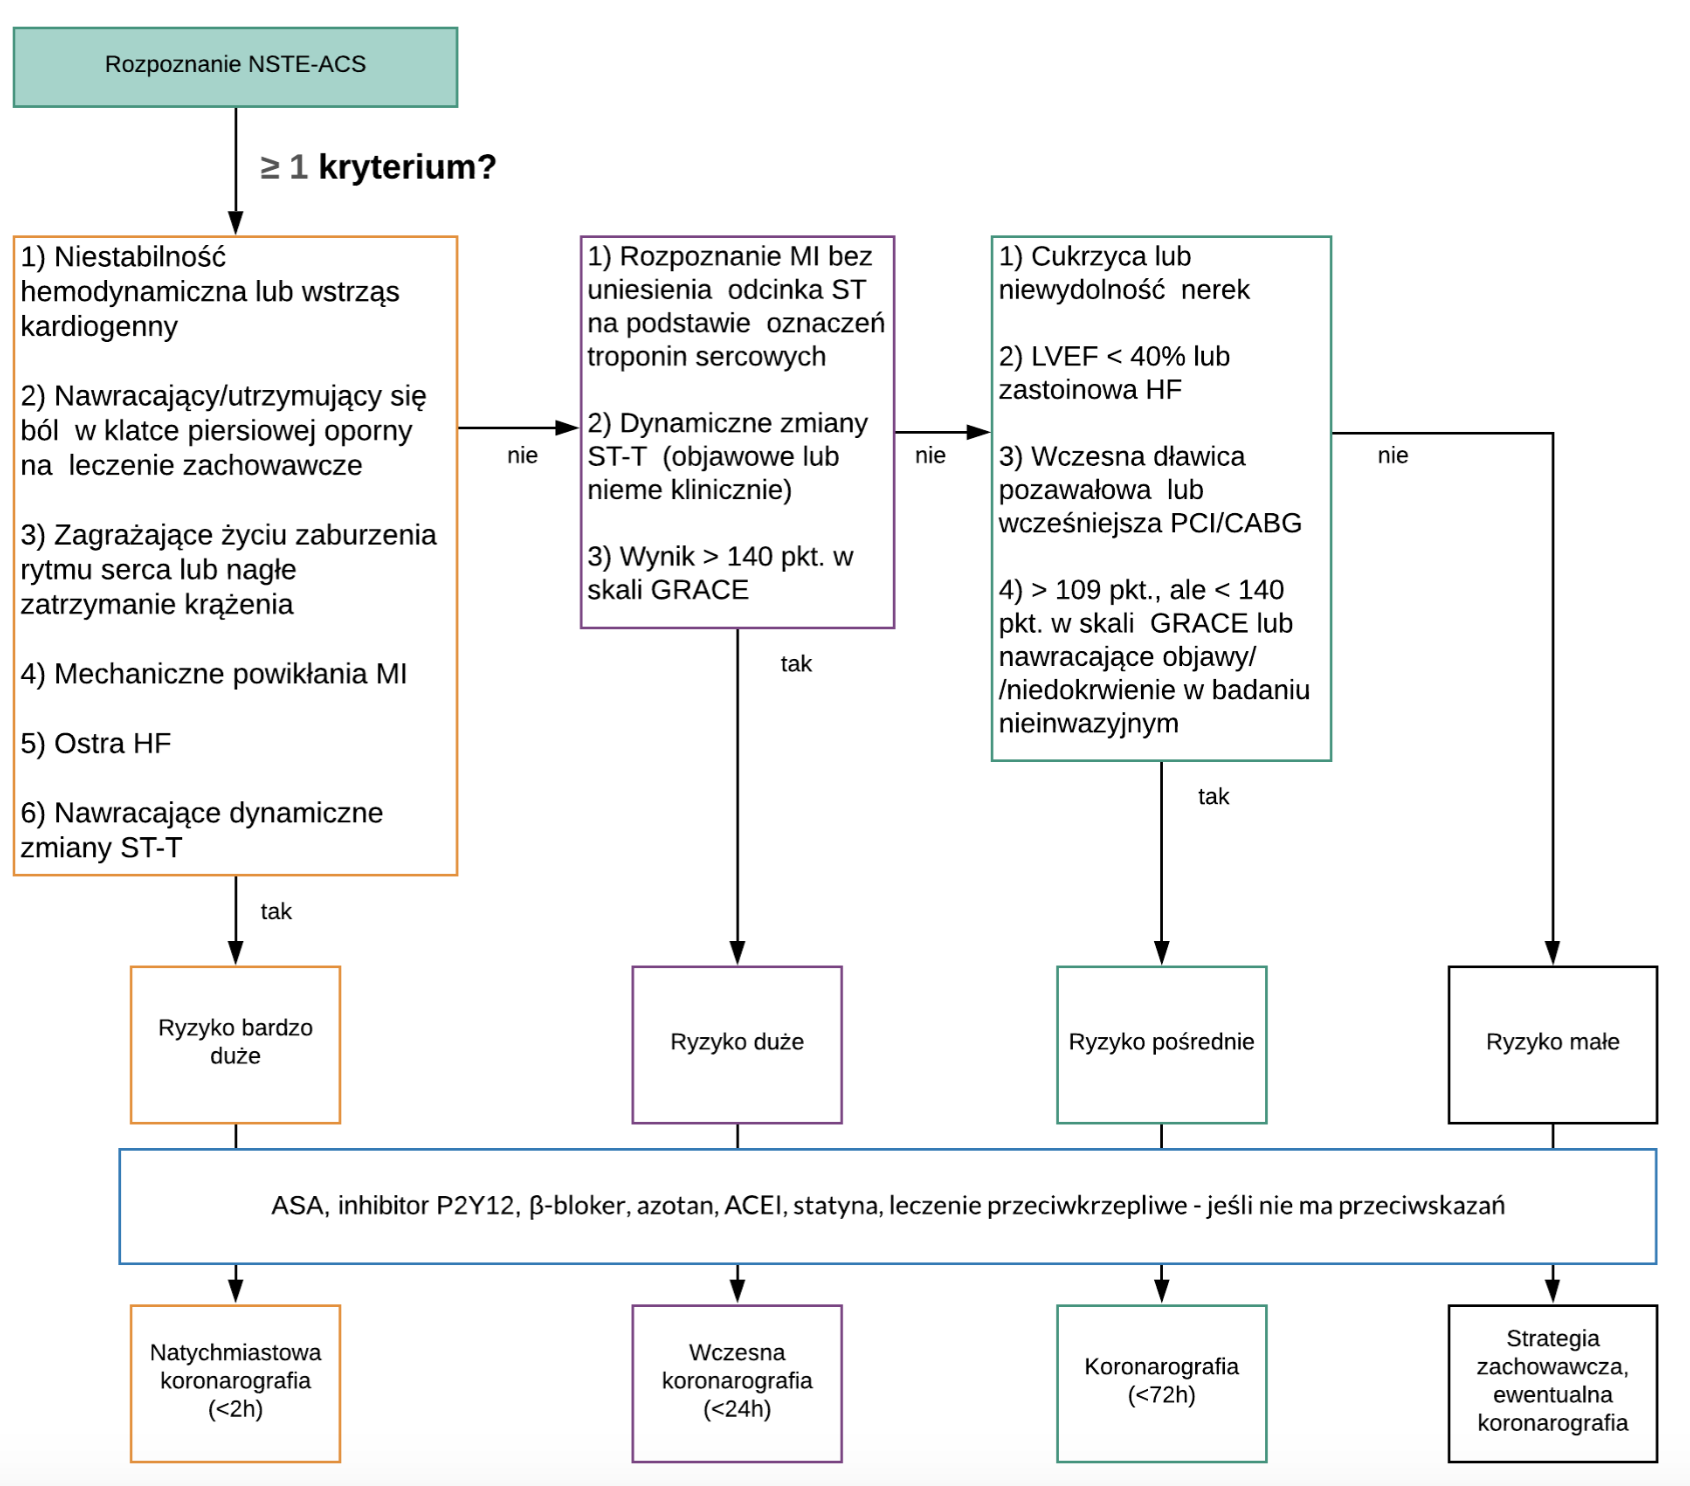 Rozpoznanie NSTE-ACS
≥ 1 kryterium?
1) Niestabilność
hemodynamiczna lub wstrząs
kardiogenny
2) Nawracający/utrzymujący się
ból w klatce piersiowej oporny
na leczenie zachowawcze
3) Zagrażające życiu zaburzenia
rytmu serca lub nagłe
zatrzymanie krążenia
4) Mechaniczne powikłania MI
5) Ostra HF
6) Nawracające dynamiczne
zmiany ST-T
nie
1) Rozpoznanie MI bez
uniesienia odcinka ST
na podstawie oznaczeń
troponin sercowych
2) Dynamiczne zmiany
ST-T (objawowe lub
nieme klinicznie)
3) Wynik > 140 pkt. w
skali GRACE
nie
1) Cukrzyca lub
niewydolność nerek
2) LVEF < 40% lub
zastoinowa HF
3) Wczesna dławica
pozawałowa lub
wcześniejsza PCI/CABG
4) > 109 pkt., ale < 140
pkt. w skali GRACE lub
nawracające objawy/
/niedokrwienie w badaniu
nieinwazyjnym
nie
tak
tak
tak
Ryzyko bardzo
duże
Ryzyko duże
Ryzyko pośrednie
Ryzyko małe
ASA, inhibitor P2Y12, β-bloker, azotan, ACEI, statyna, leczenie przeciwkrzepliwe - jeśli nie ma przeciwskazań
Natychmiastowa
koronarografia
(<2h)
Wczesna
koronarografia
(<24h)
Koronarografia
(<72h)
Strategia
zachowawcza,
ewentualna
koronarografia